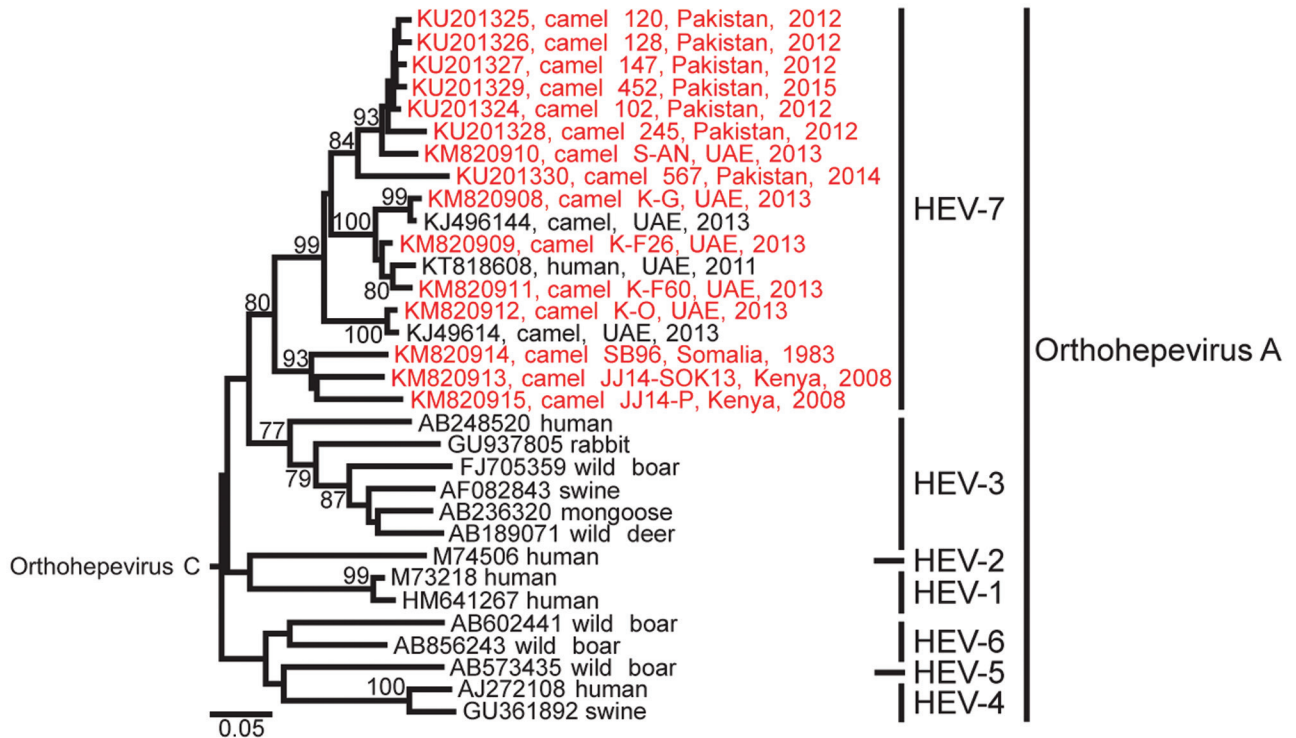 KU201325, camel 120, Pakistan, 2012
KU201326, camel 128, Pakistan, 2012
KU201327, camel 147, Pakistan, 2012
KU201329, camel 452, Pakistan, 2015
KU201324, camel 102, Pakistan, 2012
93
KU201328, camel 245, Pakistan, 2012
84
KM820910, camel S-AN, UAE, 2013
KU201330, camel 567, Pakistan, 2014
99
KM820908, camel K-G, UAE, 2013
HEV-7
100
KJ496144, camel, UAE, 2013
99
KM820909, camel K-F26, UAE, 2013
KT818608, human, UAE, 2011
80
KM820911, camel K-F60, UAE, 2013
80
KM820912, camel K-O, UAE, 2013
100
KJ49614, camel, UAE, 2013
Orthohepevirus A
93
KM820914, camel SB96, Somalia, 1983
KM820913, camel JJ14-SOK13, Kenya, 2008
KM820915, camel JJ14-P, Kenya, 2008
77
AB248520 human
GU937805 rabbit
79
FJ705359 wild boar
87
AF082843 swine
HEV-3
AB236320 mongoose
AB189071 wild deer
Orthohepevirus C
M74506 human
HEV-2
99
M73218 human
HM641267 human
HEV-1
AB602441 wild boar
AB856243 wild boar
HEV-6
AB573435 wild boar
HEV-5
100
AJ272108 human
GU361892 swine
HEV-4
0.05